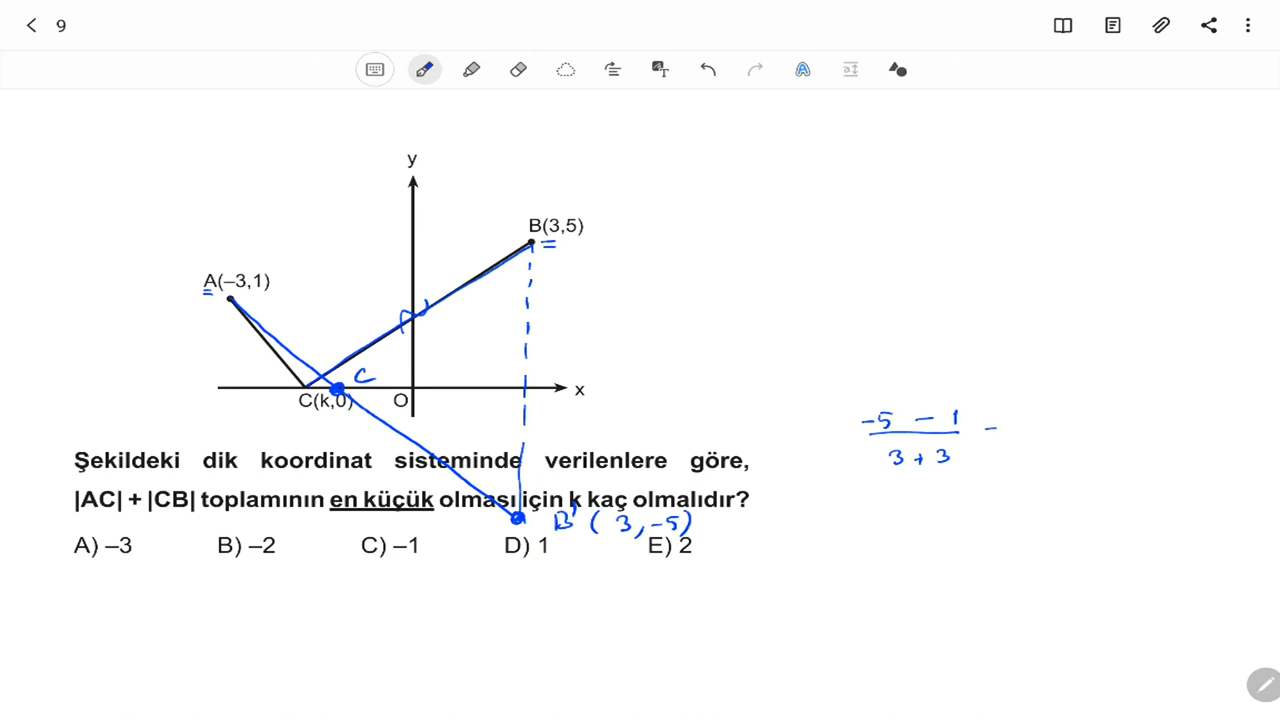 9
y
B(3,5)
A(–3,1)
C
x
C(k,0)
O
-5 - 1 =
3 + 3
Şekildeki dik koordinat sisteminde verilenlere göre,
|AC| + |CB| toplamının en küçük olması için k kaç olmalıdır?
B' (3,-5)
A) –3 B) –2 C) –1 D) 1 E) 2